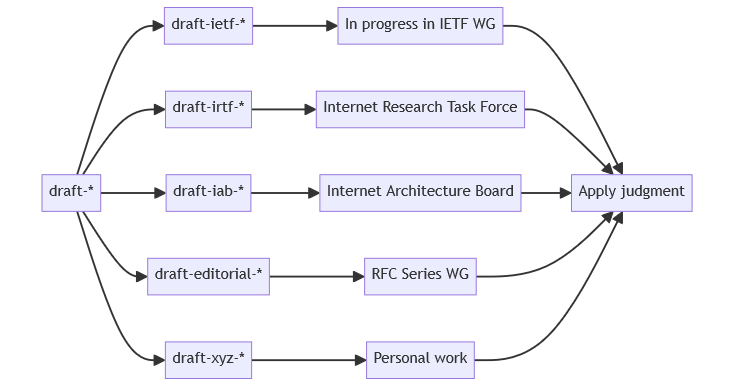 draft-ietf-*
In progress in IETF WG
draft-irtf-*
Internet Research Task Force
draft-*
draft-iab-*
Internet Architecture Board
Apply judgment
draft-editorial-*
RFC Series WG
draft-xyz-*
Personal work